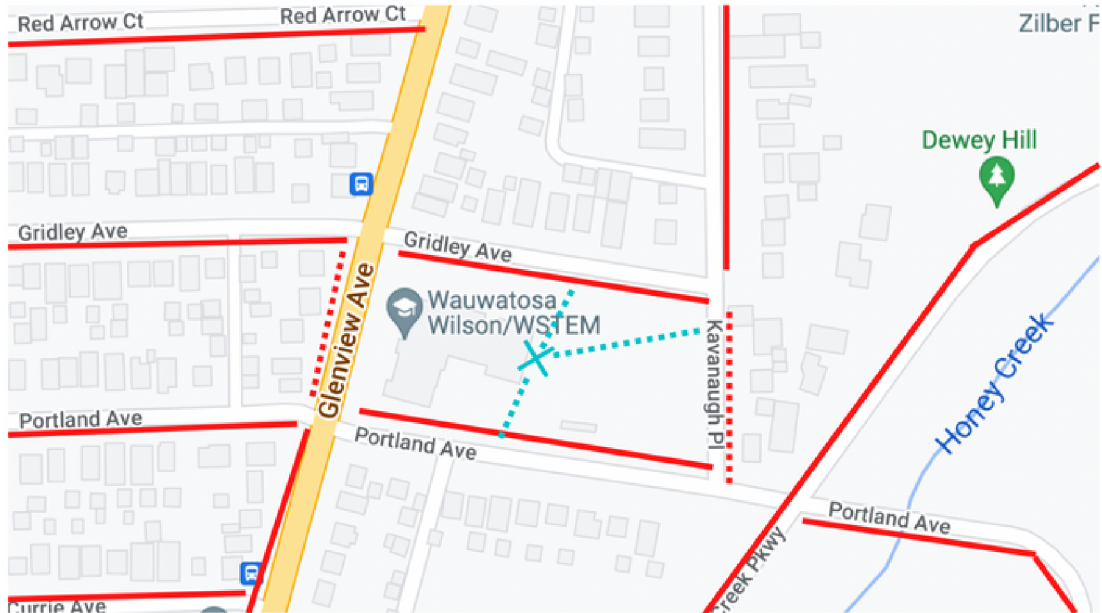 Red Arrow Ct
Red Arrow Ct
Zilber F
Dewey Hill
Gridley Ave
Gridley Ave
Wauwatosa
Wilson/WSTEM
Glenview Ave
Kavanaugh Pl
Honey Creek
Portland Ave
Portland Ave
Portland Ave
Creek Pkwy
Currie Ave